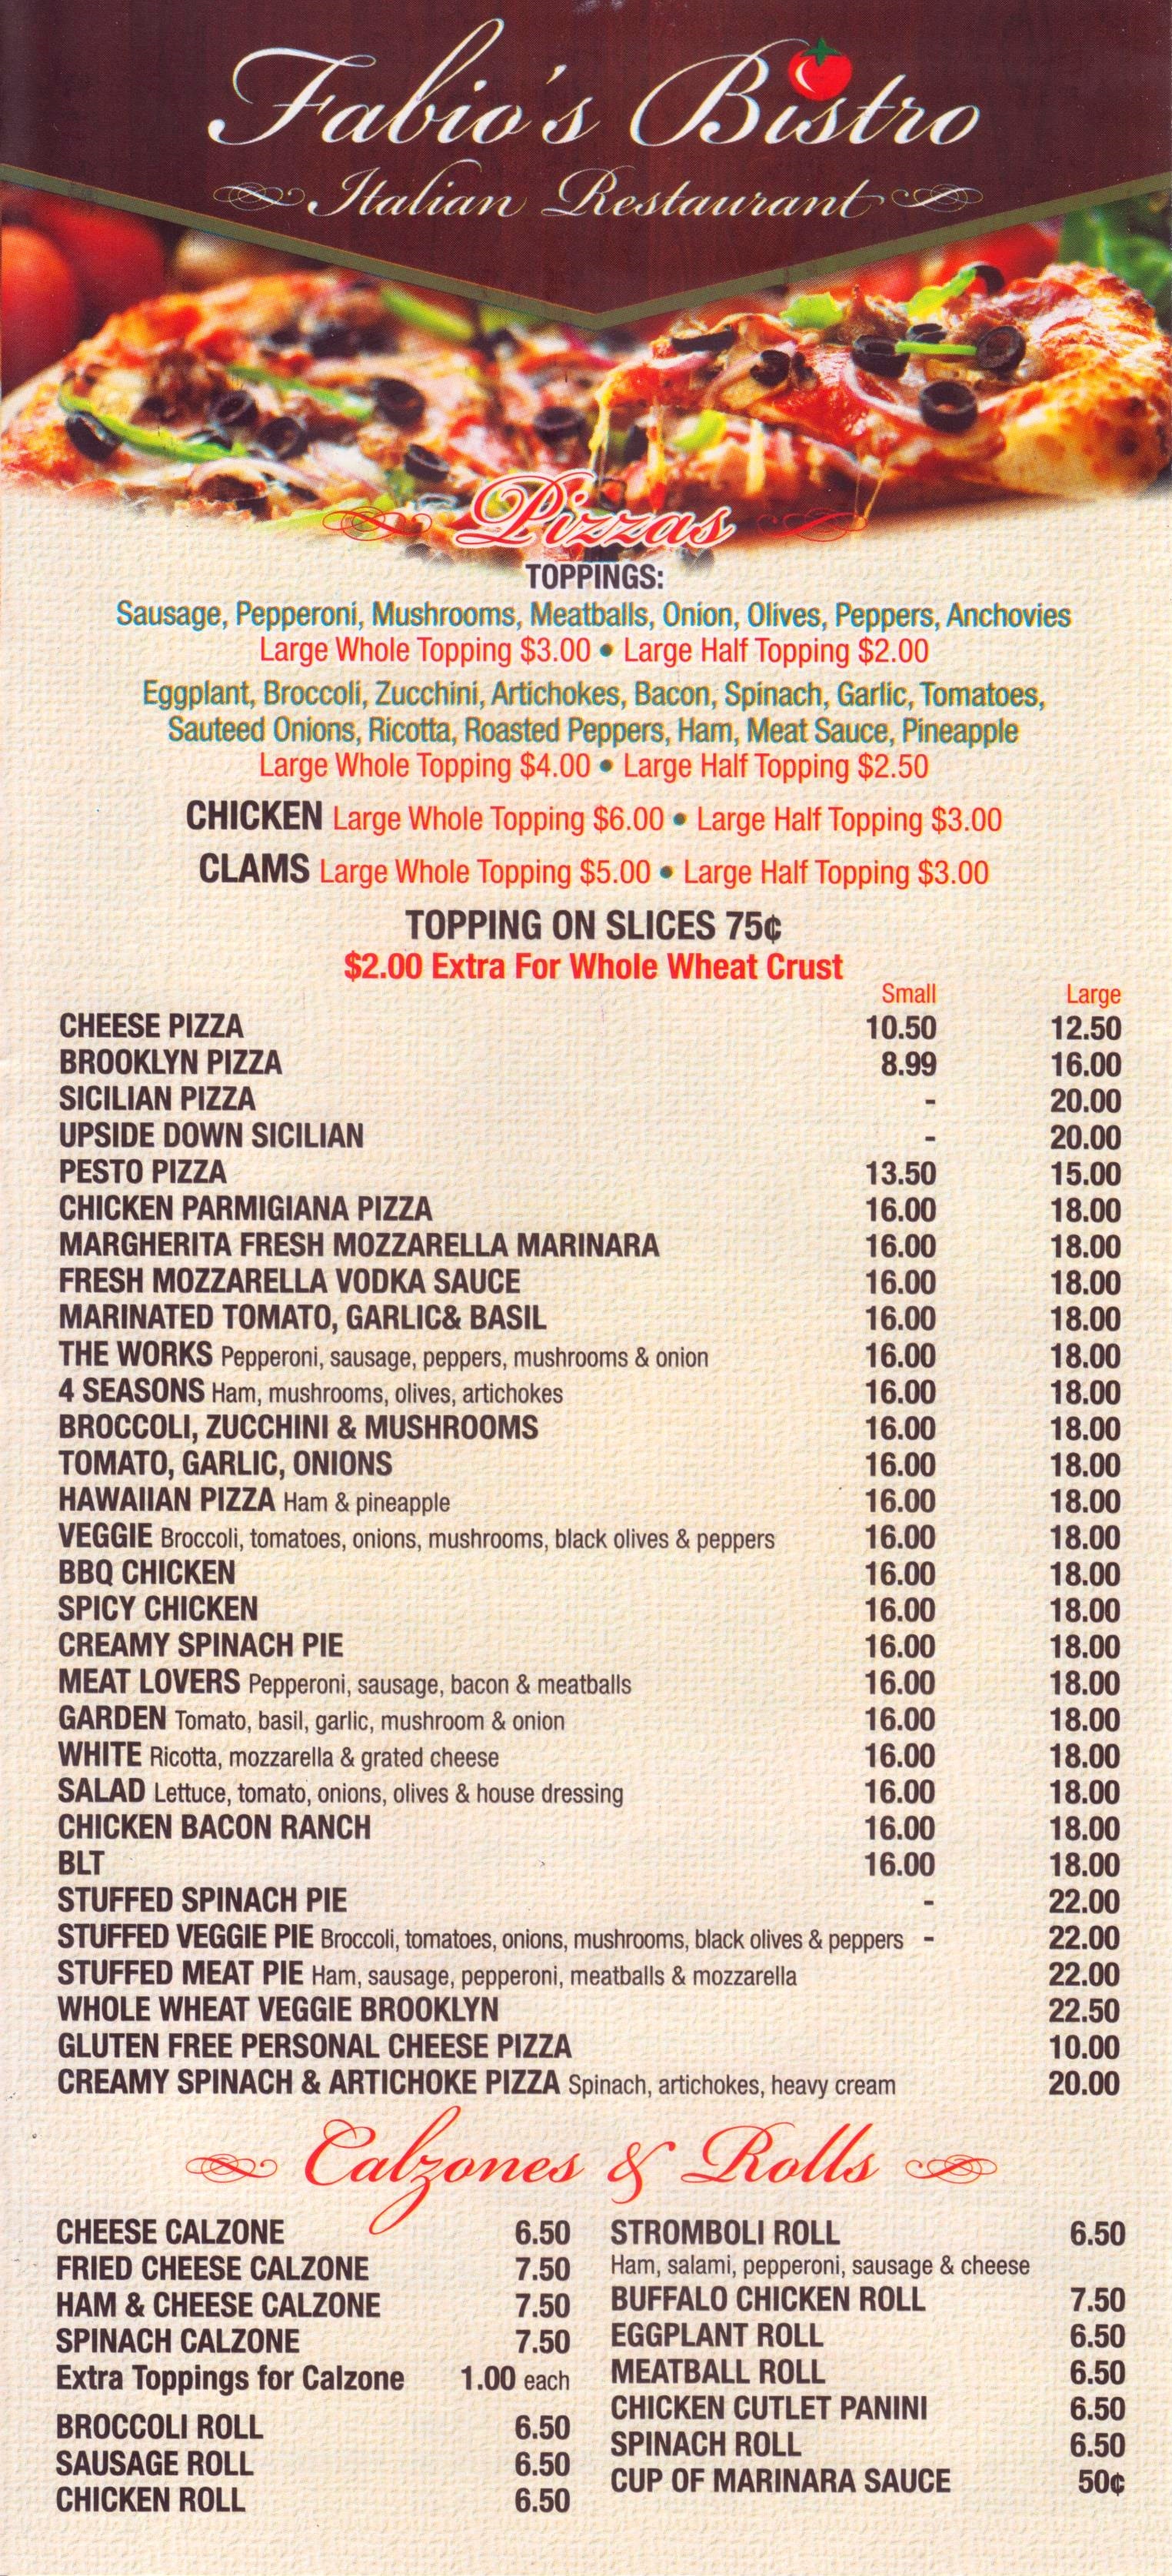 Fabio's Bistro
Italian Restaurant
Pizzas
TOPPINGS:
Sausage, Pepperoni, Mushrooms, Meatballs, Onion, Olives, Peppers, Anchovies
Large Whole Topping $3.00 • Large Half Topping $2.00
Eggplant, Broccoli, Zucchini, Artichokes, Bacon, Spinach, Garlic, Tomatoes,
Sauteed Onions, Ricotta, Roasted Peppers, Ham, Meat Sauce, Pineapple
Large Whole Topping $4.00 • Large Half Topping $2.50
CHICKEN Large Whole Topping $6.00 • Large Half Topping $3.00
CLAMS Large Whole Topping $5.00 • Large Half Topping $3.00
TOPPING ON SLICES 75¢
$2.00 Extra For Whole Wheat Crust
Small Large
CHEESE PIZZA 10.50 12.50
BROOKLYN PIZZA 8.99 16.00
SICILIAN PIZZA - 20.00
UPSIDE DOWN SICILIAN - 20.00
PESTO PIZZA 13.50 15.00
CHICKEN PARMIGIANA PIZZA 16.00 18.00
MARGHERITA FRESH MOZZARELLA MARINARA 16.00 18.00
FRESH MOZZARELLA VODKA SAUCE 16.00 18.00
MARINATED TOMATO, GARLIC& BASIL 16.00 18.00
THE WORKS Pepperoni, sausage, peppers, mushrooms & onion 16.00 18.00
4 SEASONS Ham, mushrooms, olives, artichokes 16.00 18.00
BROCCOLI, ZUCCHINI & MUSHROOMS 16.00 18.00
TOMATO, GARLIC, ONIONS 16.00 18.00
HAWAIIAN PIZZA Ham & pineapple 16.00 18.00
VEGGIE Broccoli, tomatoes, onions, mushrooms, black olives & peppers 16.00 18.00
BBQ CHICKEN 16.00 18.00
SPICY CHICKEN 16.00 18.00
CREAMY SPINACH PIE 16.00 18.00
MEAT LOVERS Pepperoni, sausage, bacon & meatballs 16.00 18.00
GARDEN Tomato, basil, garlic, mushroom & onion 16.00 18.00
WHITE Ricotta, mozzarella & grated cheese 16.00 18.00
SALAD Lettuce, tomato, onions, olives & house dressing 16.00 18.00
CHICKEN BACON RANCH 16.00 18.00
BLT 16.00 18.00
STUFFED SPINACH PIE - 22.00
STUFFED VEGGIE PIE Broccoli, tomatoes, onions, mushrooms, black olives & peppers - 22.00
STUFFED MEAT PIE Ham, sausage, pepperoni, meatballs & mozzarella 22.00
WHOLE WHEAT VEGGIE BROOKLYN 22.50
GLUTEN FREE PERSONAL CHEESE PIZZA 10.00
CREAMY SPINACH & ARTICHOKE PIZZA Spinach, artichokes, heavy cream 20.00
Calzones & Rolls
CHEESE CALZONE 6.50
FRIED CHEESE CALZONE 7.50
HAM & CHEESE CALZONE 7.50
SPINACH CALZONE 7.50
Extra Toppings for Calzone 1.00 each
BROCCOLI ROLL 6.50
SAUSAGE ROLL 6.50
CHICKEN ROLL 6.50
STROMBOLI ROLL 6.50
Ham, salami, pepperoni, sausage & cheese
BUFFALO CHICKEN ROLL 7.50
EGGPLANT ROLL 6.50
MEATBALL ROLL 6.50
CHICKEN CUTLET PANINI 6.50
SPINACH ROLL 6.50
CUP OF MARINARA SAUCE 50¢